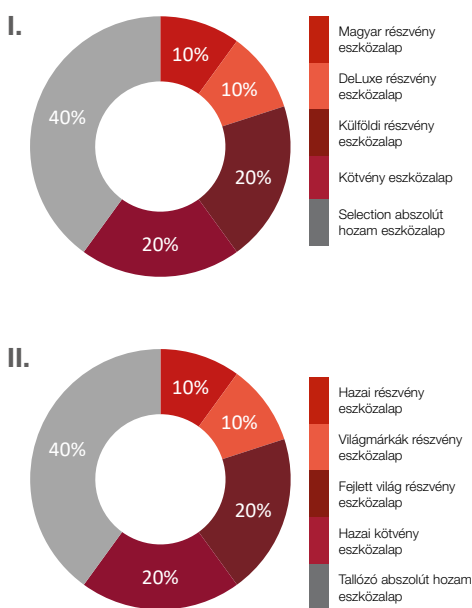 I.
10%
10%
20%
20%
40%
Magyar részvény
eszközalap
DeLuxe részvény
eszközalap
Külföldi részvény
eszközalap
Kötvény eszközalap
Selection abszolút
hozam eszközalap
II.
10%
10%
20%
20%
40%
Hazai részvény
eszközalap
Világmárkák részvény
eszközalap
Fejlett világ részvény
eszközalap
Hazai kötvény
eszközalap
Tallózó abszolút hozam
eszközalap